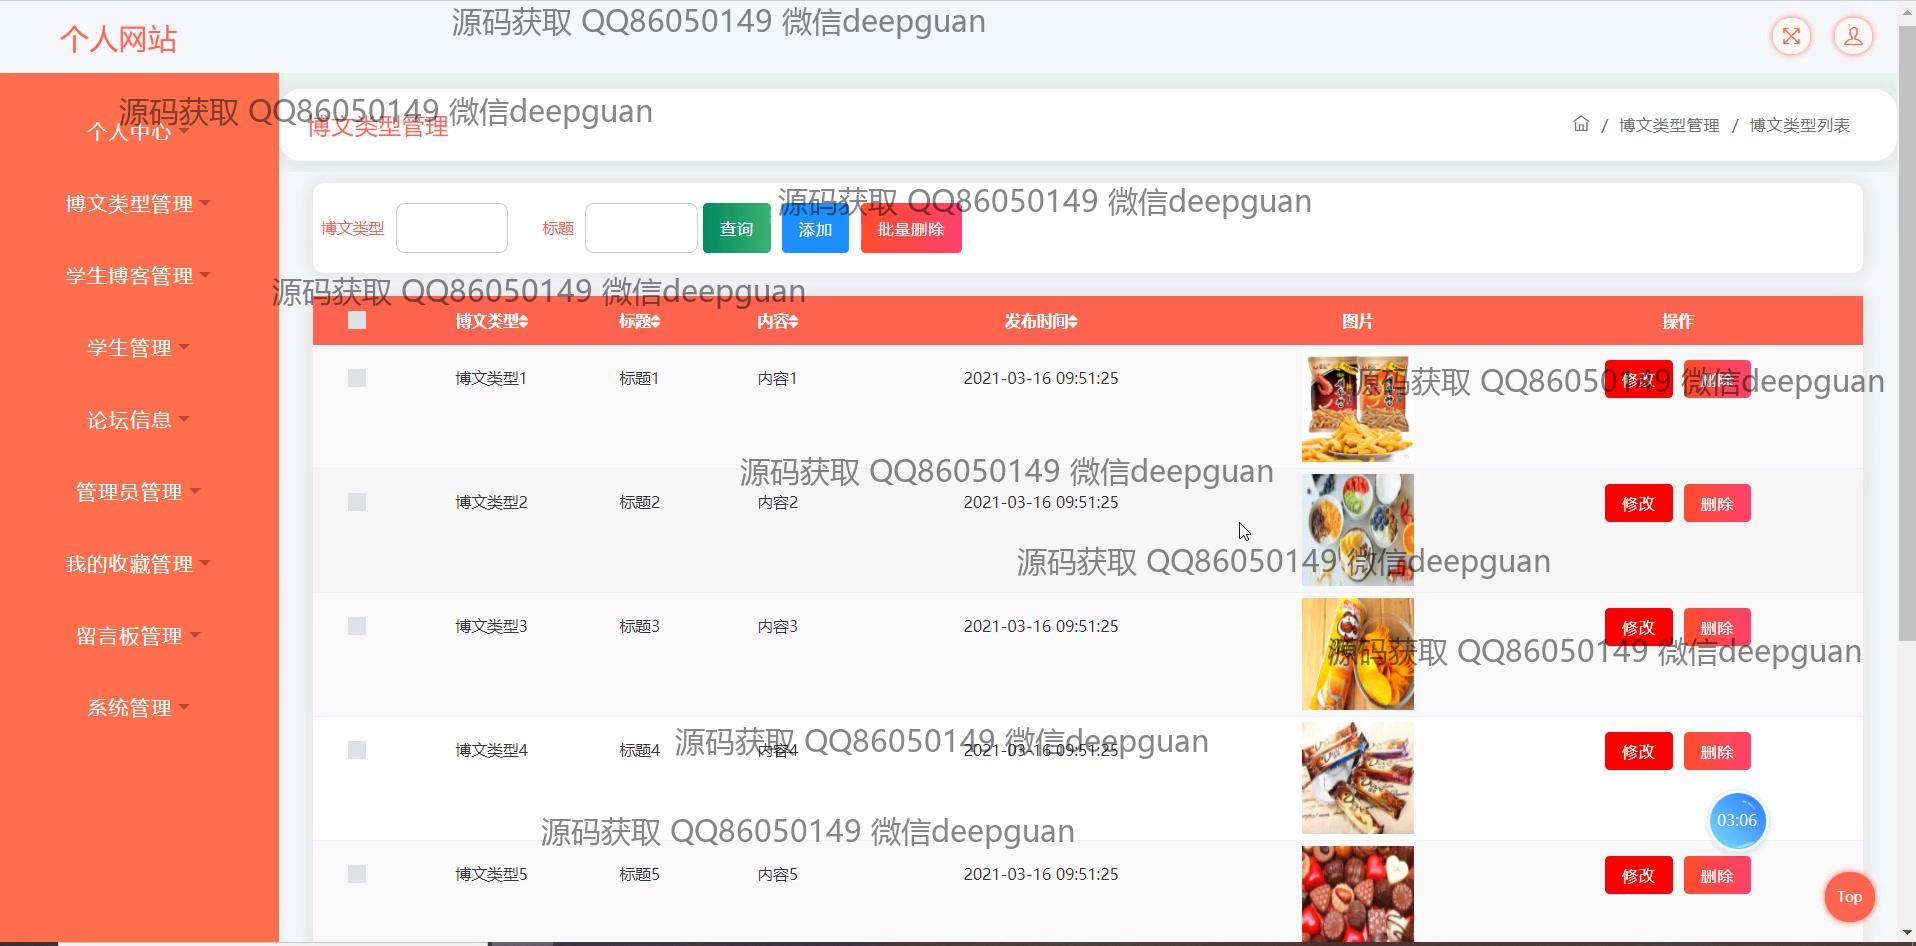 源码获取 QQ86050149 微信deepguan
个人网站
源码获取 QQ86050149 微信deepguan
个人中心
博文类型管理
博文类型管理
学生博客管理
学生管理
论坛信息
管理员管理
我的收藏管理
留言板管理
系统管理
博文类型管理 / 博文类型管理 / 博文类型列表
源码获取 QQ86050149 微信deepguan
博文类型 标题 查询 添加 批量删除
源码获取 QQ86050149 微信deepguan
博文类型 标题 内容 发布时间 图片 操作
博文类型1 标题1 内容1 2021-03-16 09:51:25 修改 删除
源码获取 QQ86050149 微信deepguan
源码获取 QQ86050149 微信deepguan
博文类型2 标题2 内容2 2021-03-16 09:51:25 修改 删除
源码获取 QQ86050149 微信deepguan
博文类型3 标题3 内容3 2021-03-16 09:51:25 修改 删除
源码获取 QQ86050149 微信deepguan
源码获取 QQ86050149 微信deepguan
博文类型4 标题4 内容4 2021-03-16 09:51:25 修改 删除
03:06
源码获取 QQ86050149 微信deepguan
博文类型5 标题5 内容5 2021-03-16 09:51:25 修改 删除
Top